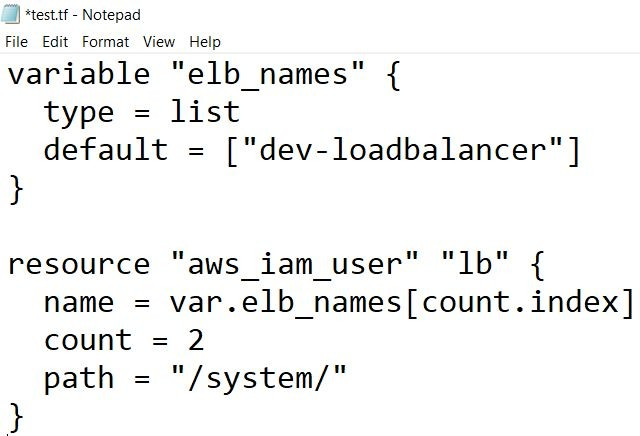 *test.tf - Notepad
File Edit Format View Help
variable "elb_names" {
  type = list
  default = ["dev-loadbalancer"]
}
resource "aws_iam_user" "lb" {
  name = var.elb_names[count.index]
  count = 2
  path = "/system/"
}